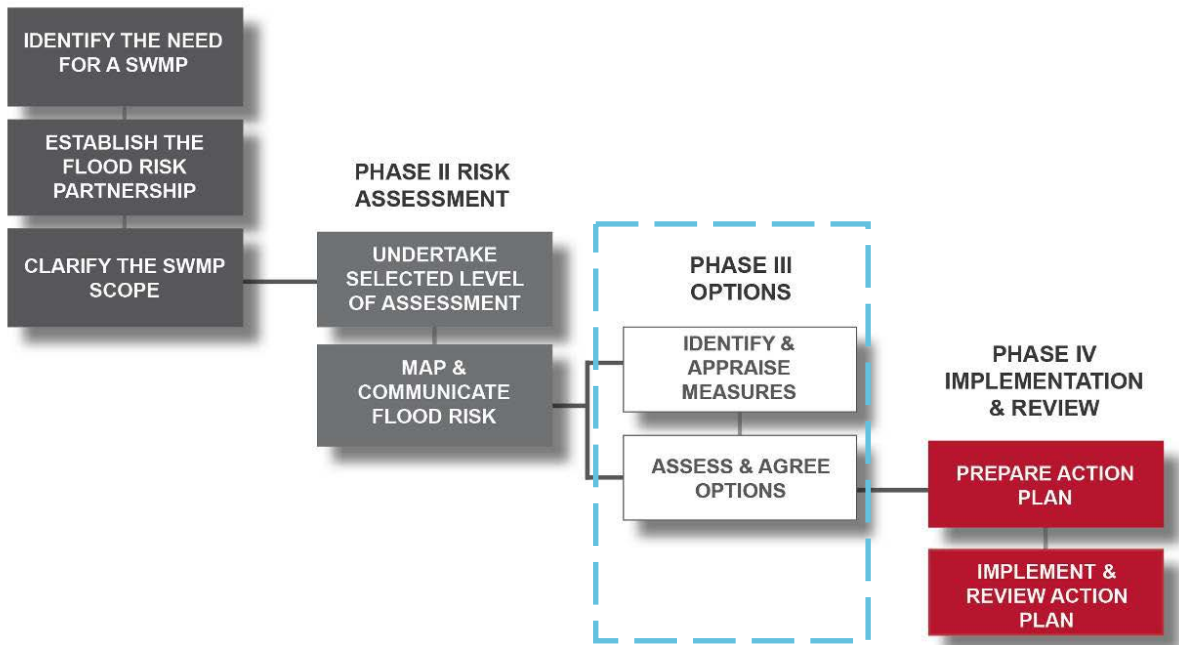 IDENTIFY THE NEED
FOR A SWMP
ESTABLISH THE
FLOOD RISK
PARTNERSHIP
CLARIFY THE SWMP
SCOPE
PHASE II RISK
ASSESSMENT
UNDERTAKE
SELECTED LEVEL
OF ASSESSMENT
MAP &
COMMUNICATE
FLOOD RISK
PHASE III
OPTIONS
IDENTIFY &
APPRAISE
MEASURES
ASSESS & AGREE
OPTIONS
PHASE IV
IMPLEMENTATION
& REVIEW
PREPARE ACTION
PLAN
IMPLEMENT &
REVIEW ACTION
PLAN